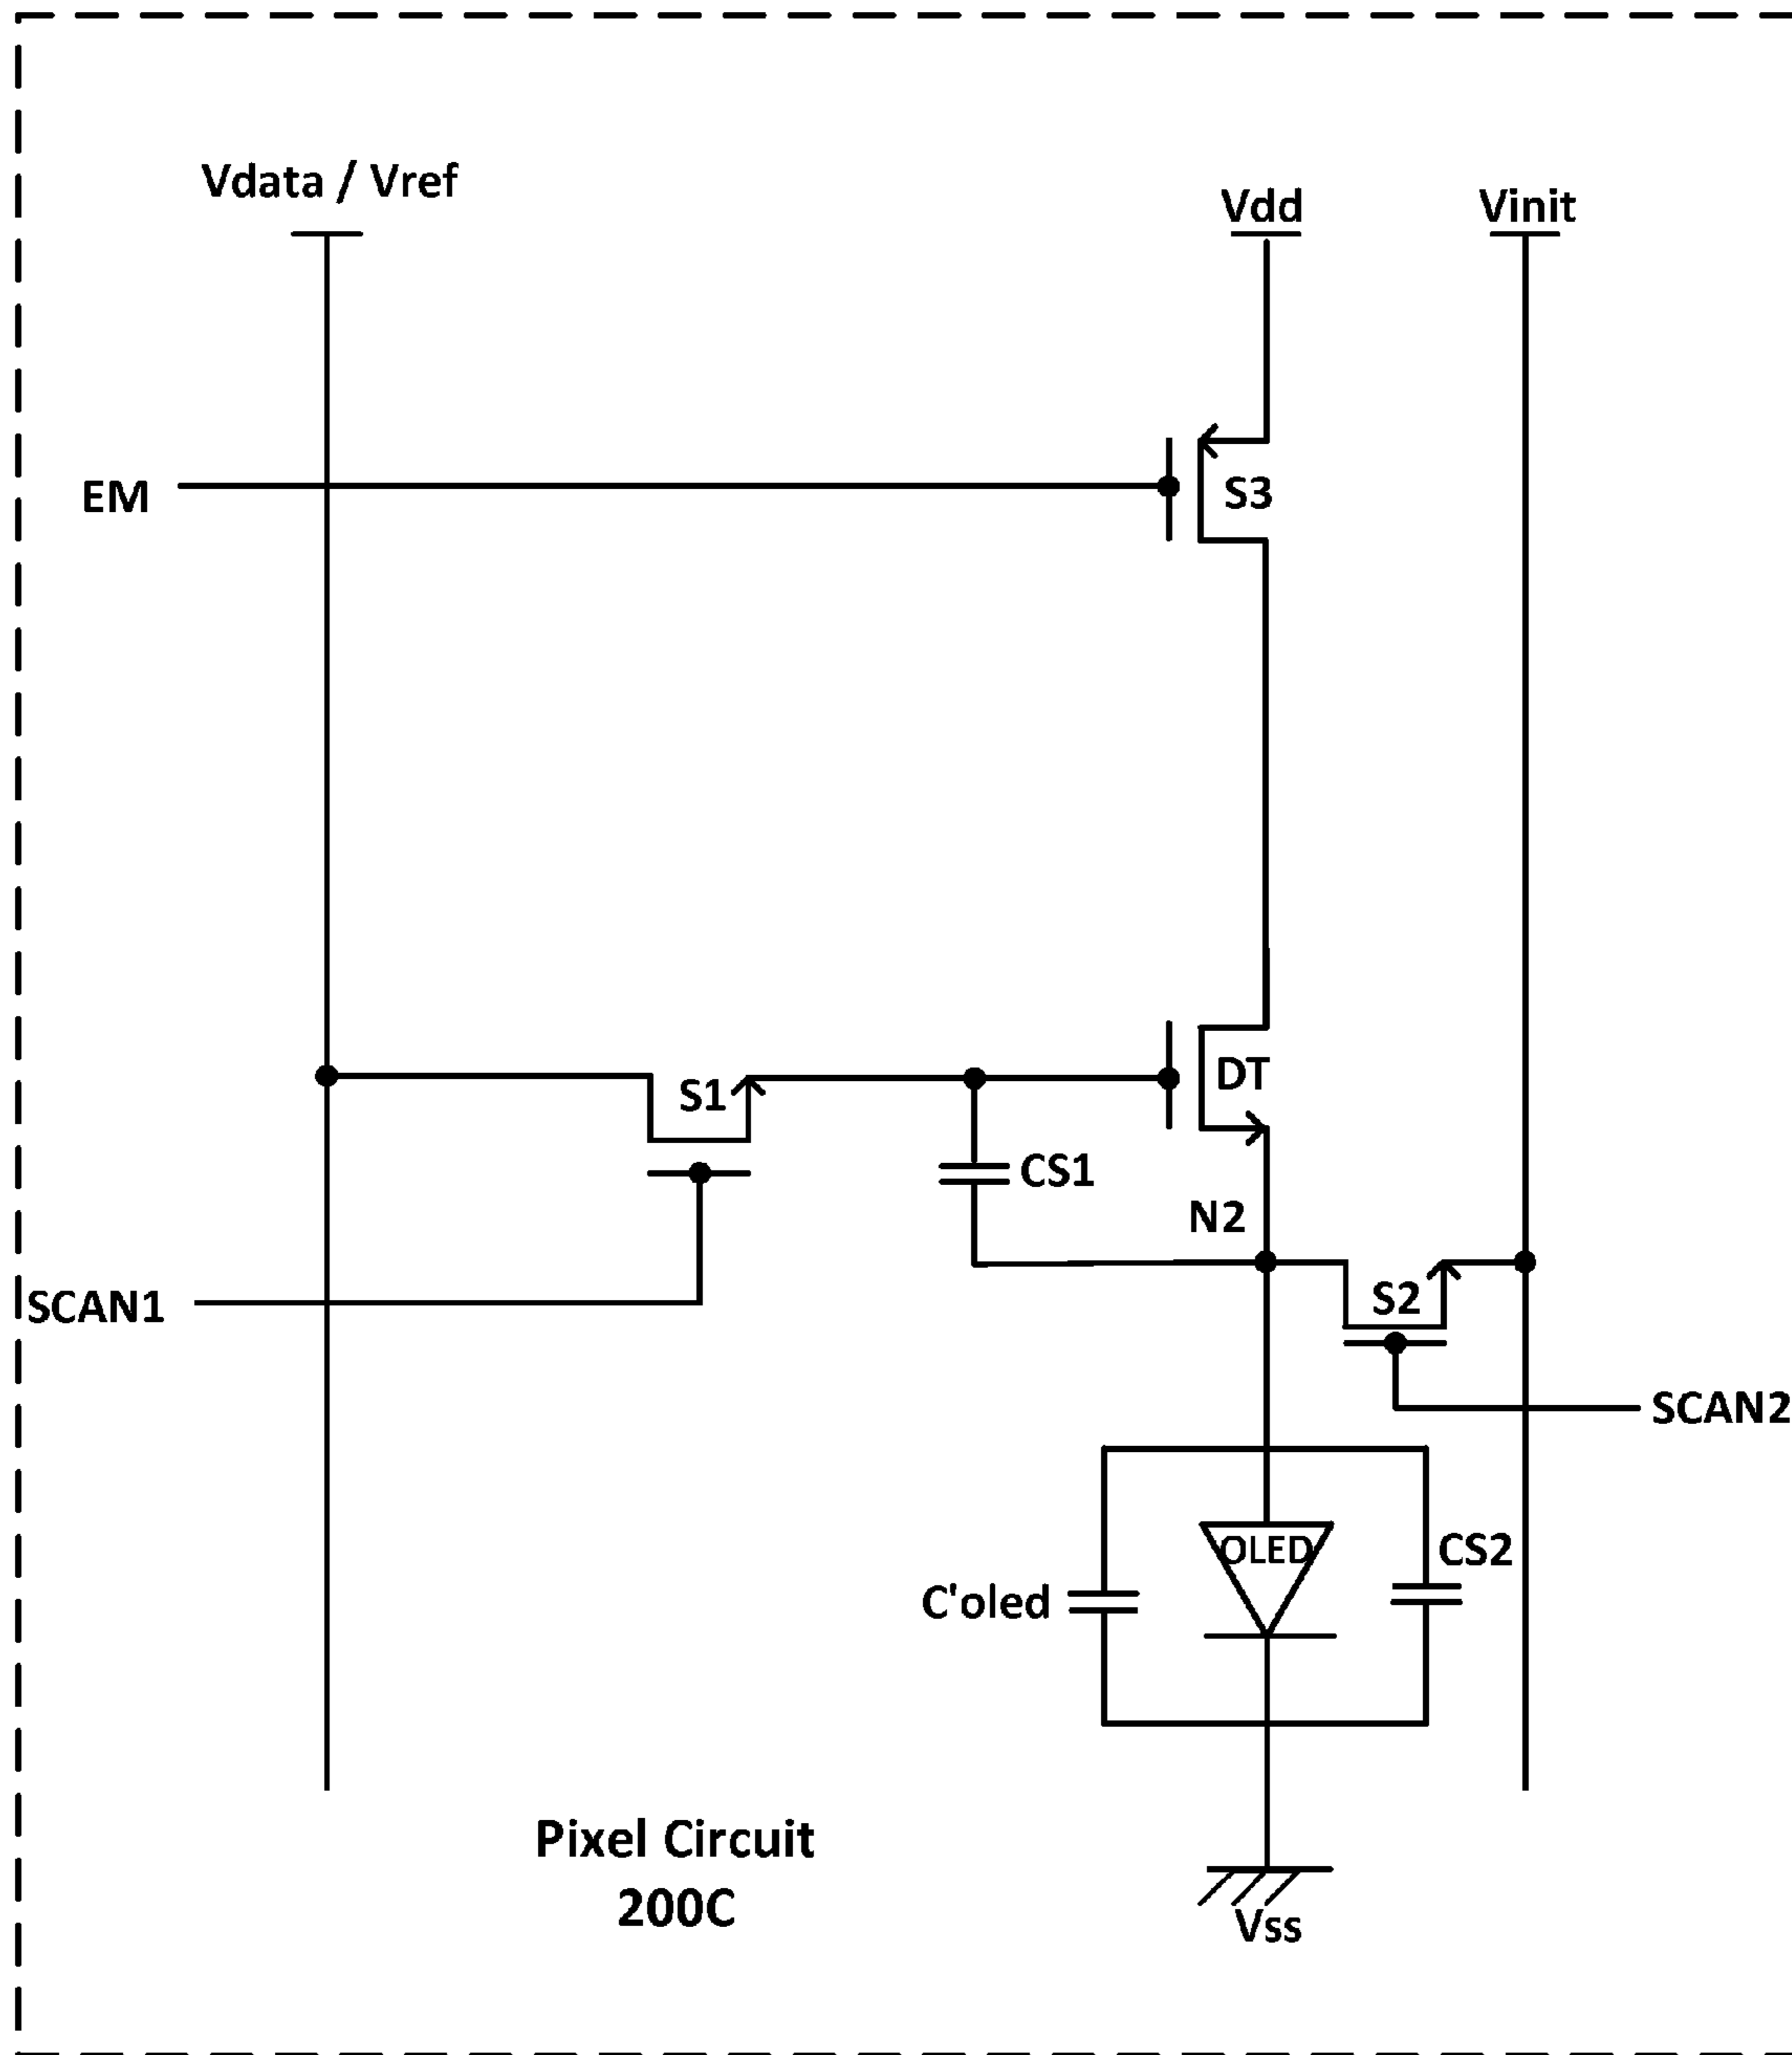 Vdata / Vref
Vdd
Vinit
EM
S3
DT
S1
CS1
N2
S2
SCAN1
SCAN2
OLED
CS2
C'oled
Pixel Circuit
200C
Vss